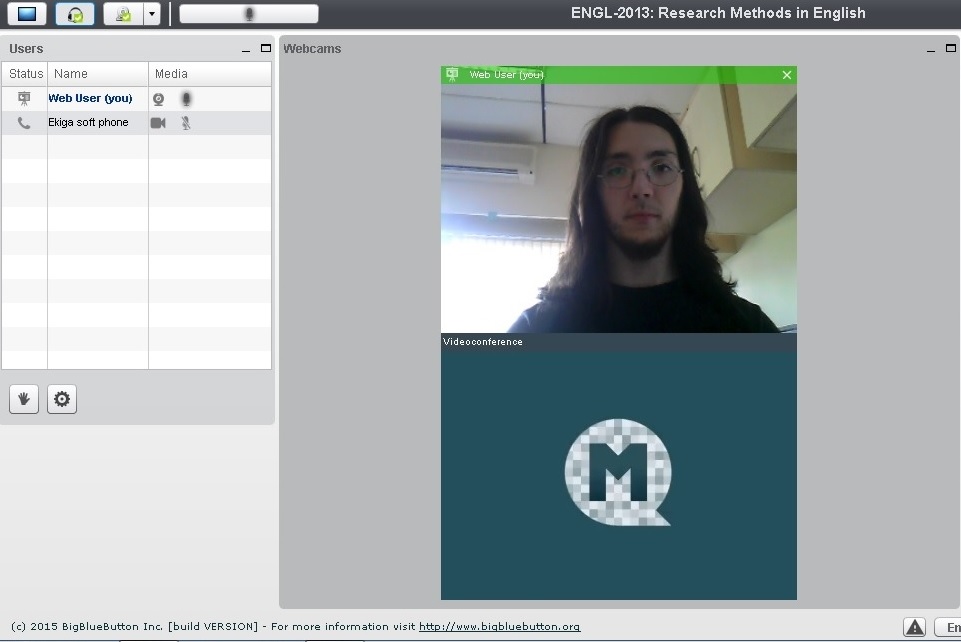 ENGL-2013: Research Methods in English
Users
Webcams
Status Name Media
Web User (you)
Ekiga soft phone
Web User (you)
Videoconference
M
(c) 2015 BigBlueButton Inc. [build VERSION] - For more information visit http://www.bigbluebutton.org
En